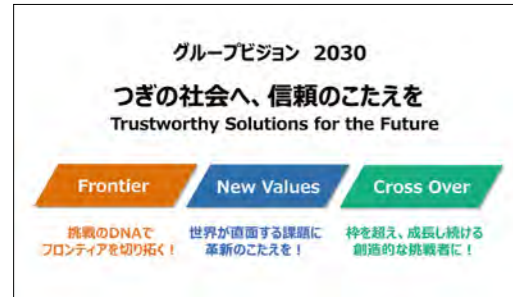 グループビジョン 2030
つぎの社会へ、信頼のこたえを
Trustworthy Solutions for the Future
Frontier
New Values
Cross Over
挑戦のDNAで
フロンティアを切り拓く！
世界が直面する課題に
革新のこたえを！
枠を超え、成長し続ける
創造的な挑戦者に！